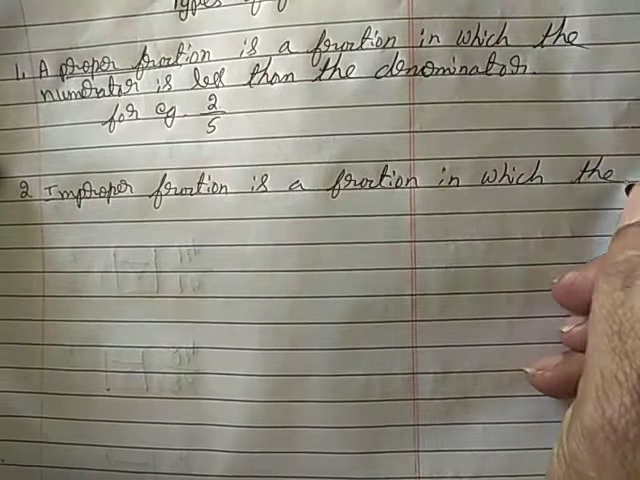 Types of
1. A proper fraction is a fraction in which the
numerator is less than the denominator.
for eg. 2/5
2 Improper fraction is a fraction in which the